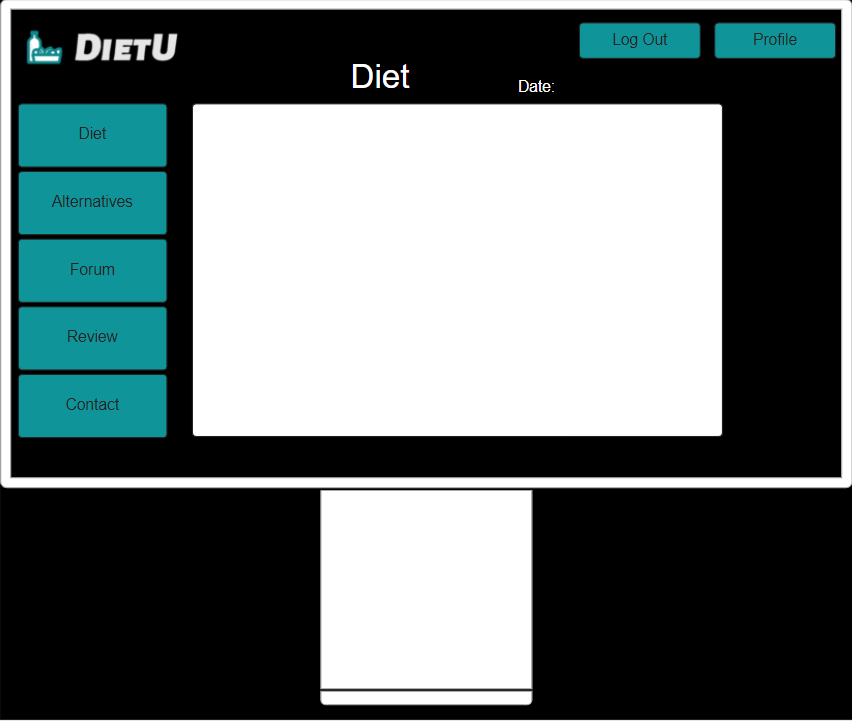 DIETU
Log Out
Profile
Diet
Date:
Diet
Alternatives
Forum
Review
Contact